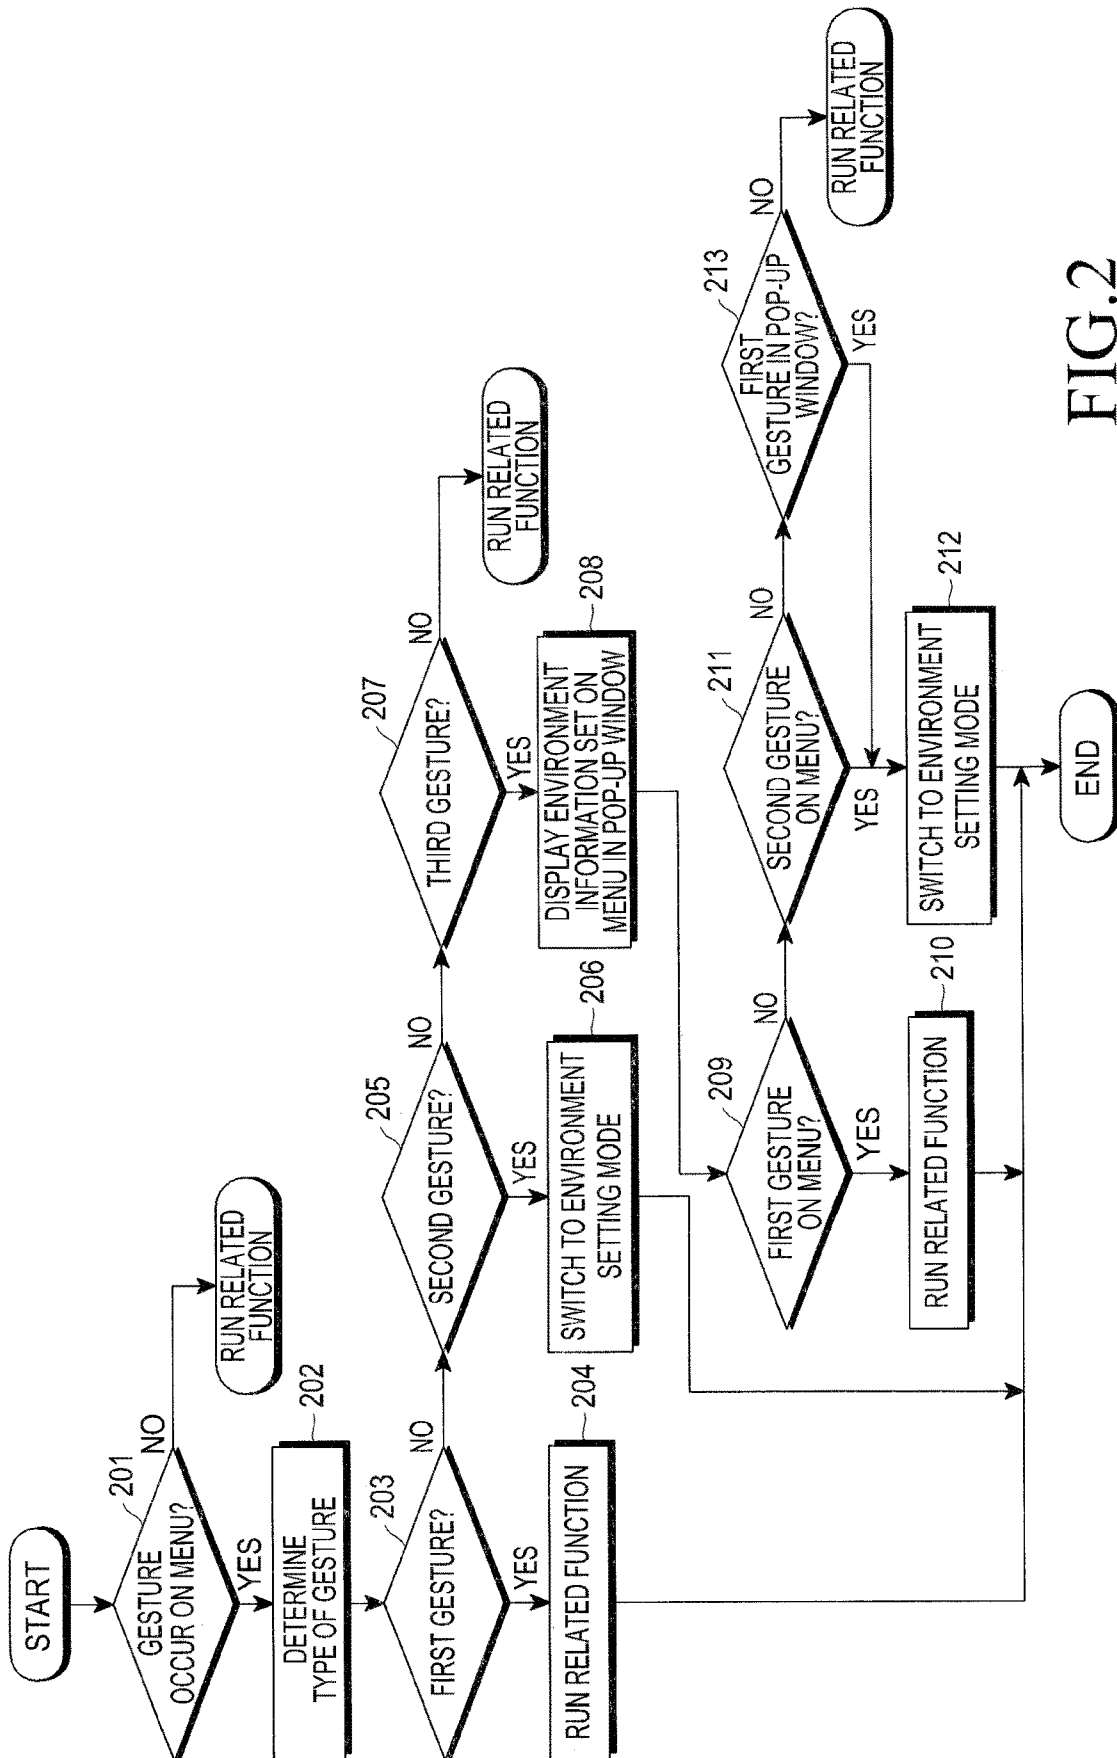 START
201
GESTURE
OCCUR ON MENU?
NO
RUN RELATED
FUNCTION
YES
202
DETERMINE
TYPE OF GESTURE
203
FIRST GESTURE?
NO
YES
204
RUN RELATED FUNCTION
205
SECOND GESTURE?
NO
YES
206
SWITCH TO ENVIRONMENT
SETTING MODE
207
THIRD GESTURE?
NO
RUN RELATED
FUNCTION
YES
208
DISPLAY ENVIRONMENT
INFORMATION SET ON
MENU IN POP-UP WINDOW
209
FIRST GESTURE
ON MENU?
NO
YES
210
RUN RELATED FUNCTION
211
SECOND GESTURE
ON MENU?
NO
YES
212
SWITCH TO ENVIRONMENT
SETTING MODE
213
FIRST
GESTURE IN POP-UP
WINDOW?
NO
RUN RELATED
FUNCTION
YES
END
FIG.2